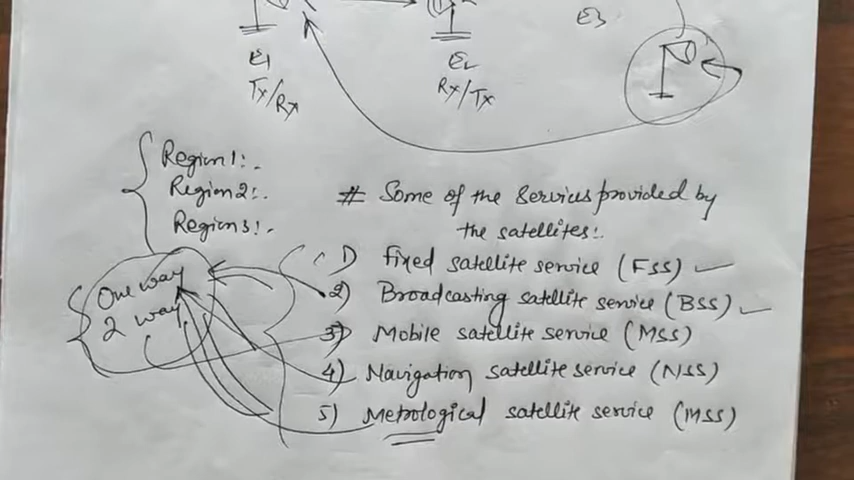 E1
Tx/Rx
E2
Rx/Tx
E3
Region1:-
Region2:-
Region3:-
One way
2 way
# Some of the Services provided by
the satellites:-
1) Fixed satellite service (FSS)
2) Broadcasting satellite service (BSS)
3) Mobile satellite service (MSS)
4) Navigation satellite service (NSS)
5) Metrological satellite service (MSS)